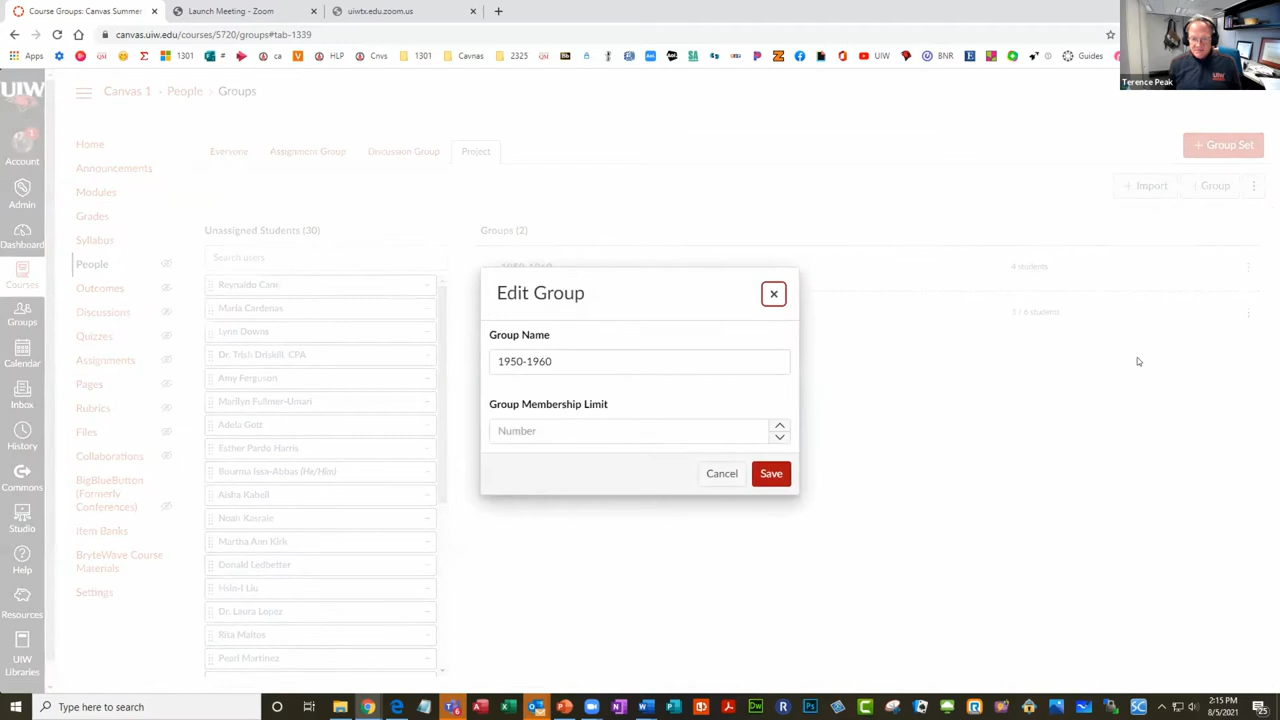 Course Groups: Canvas Summer
Launch Meeting - Zoom
uiwtx.zoom.us
canvas.uiw.edu/courses/5720/groups#tab-1339
Apps
1301
HLP
1301
Canvas
2325
UIW
BNR
Guides
Terence Peak
UIW
Canvas 1 › People › Groups
Account
Admin
Dashboard
Courses
Groups
Calendar
Inbox
History
Commons
Studio
Help
Resources
UIW
Libraries
Home
Announcements
Modules
Grades
Syllabus
People
Outcomes
Discussions
Quizzes
Assignments
Pages
Rubrics
Files
Collaborations
BigBlueButton
(Formerly
Conferences)
Item Banks
BryteWave Course
Materials
Settings
Everyone
Assignment Group
Discussion Group
Project
+ Group Set
+ Import
+ Group
Unassigned Students (30)
Search users
Maria Cardenas
Lynn Downs
Dr. Trish Driskill, CPA
Amy Ferguson
Marilyn Fullmer-Umari
Adela Gott
Esther Pardo Harris
Bourma Issa-Abbas (He/Him)
Aisha Kabell
Noah Kasraie
Martha Ann Kirk
Donald Ledbetter
Hsin-I Liu
Dr. Laura Lopez
Rita Mattos
Pearl Martinez
Groups (2)
1950-1960
4 students
1 / 6 students
Edit Group
Group Name
1950-1960
Group Membership Limit
Number
Cancel
Save
Type here to search
2:15 PM
8/5/2021
25